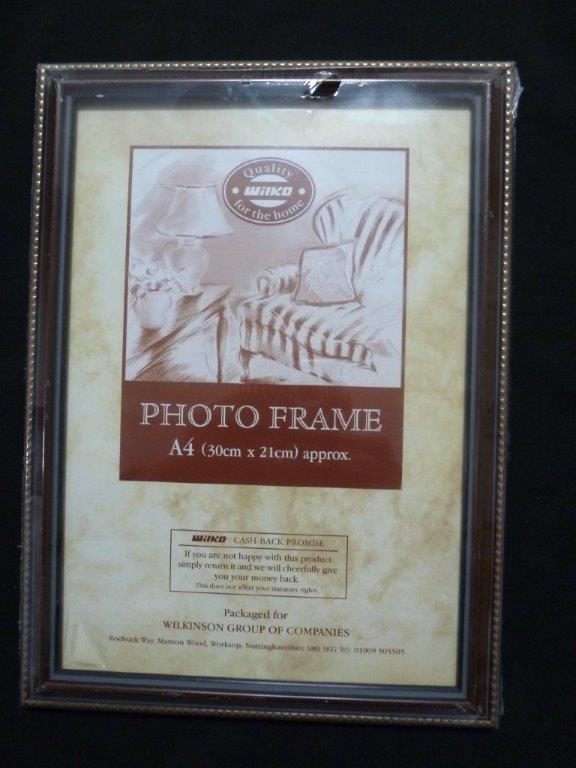 Quality
WilkO
for the home
PHOTO FRAME
A4 (30cm x 21cm) approx.
WilkO CASH-BACK PROMISE
If you are not happy with this product
simply return it and we will cheerfully give
you your money back.
This does not affect your statutory rights.
Packaged for
WILKINSON GROUP OF COMPANIES
Roebuck Way, Manton Wood, Worksop, Nottinghamshire S80 3EG Tel: 01909 505505